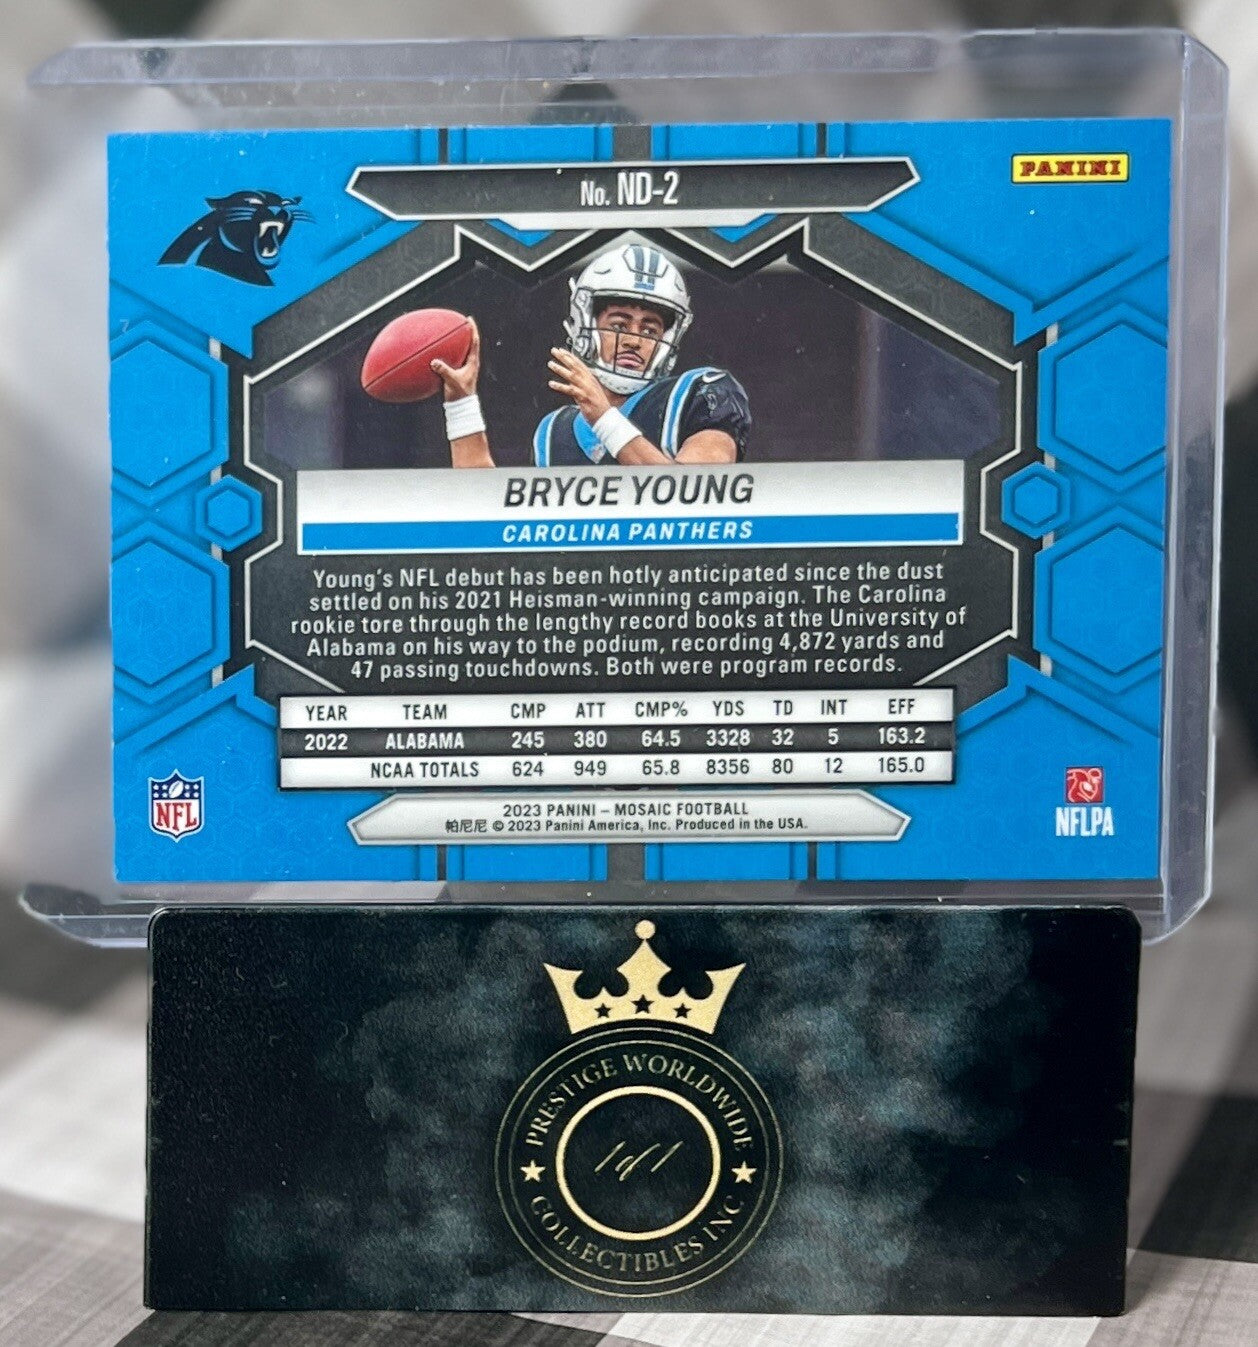 No. ND-2
PANINI
BRYCE YOUNG
CAROLINA PANTHERS
Young's NFL debut has been hotly anticipated since the dust
settled on his 2021 Heisman-winning campaign. The Carolina
rookie tore through the lengthy record books at the University of
Alabama on his way to the podium, recording 4,872 yards and
47 passing touchdowns. Both were program records.
YEAR TEAM CMP ATT CMP% YDS TD INT EFF
2022 ALABAMA 245 380 64.5 3328 32 5 163.2
NCAA TOTALS 624 949 65.8 8356 80 12 165.0
NFL
NFLPA
2023 PANINI – MOSAIC FOOTBALL
帕尼尼 © 2023 Panini America, Inc. Produced in the USA.
PRESTIGE WORLDWIDE
1 of 1
COLLECTIBLES INC